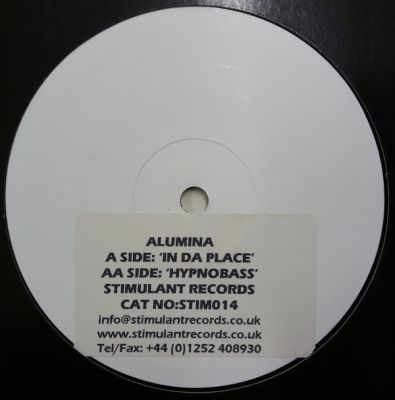 ALUMINA
A SIDE: 'IN DA PLACE'
AA SIDE: 'HYPNOBASS'
STIMULANT RECORDS
CAT NO:STIM014
info@stimulantrecords.co.uk
www.stimulantrecords.co.uk
Tel/Fax: +44 (0)1252 408930